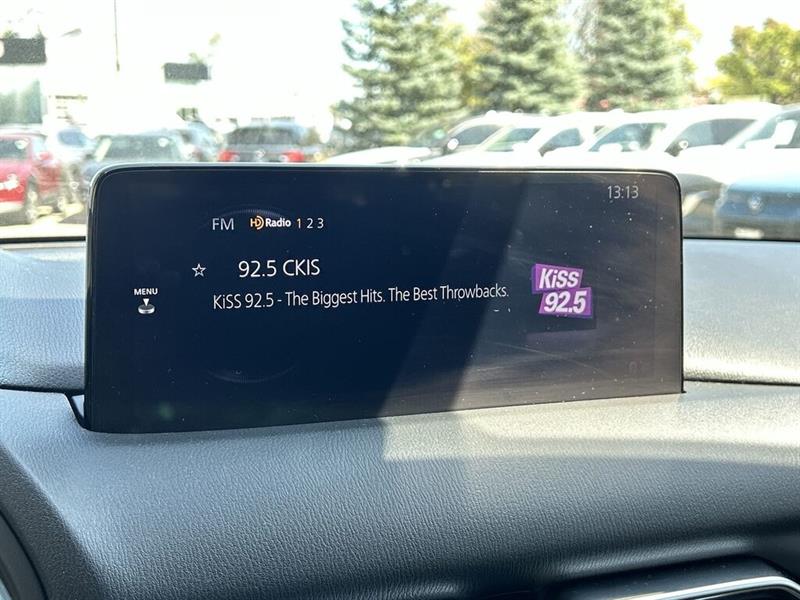 13:13
FM HD Radio 1 2 3
92.5 CKIS
KiSS 92.5 - The Biggest Hits. The Best Throwbacks.
MENU
KiSS
92.5